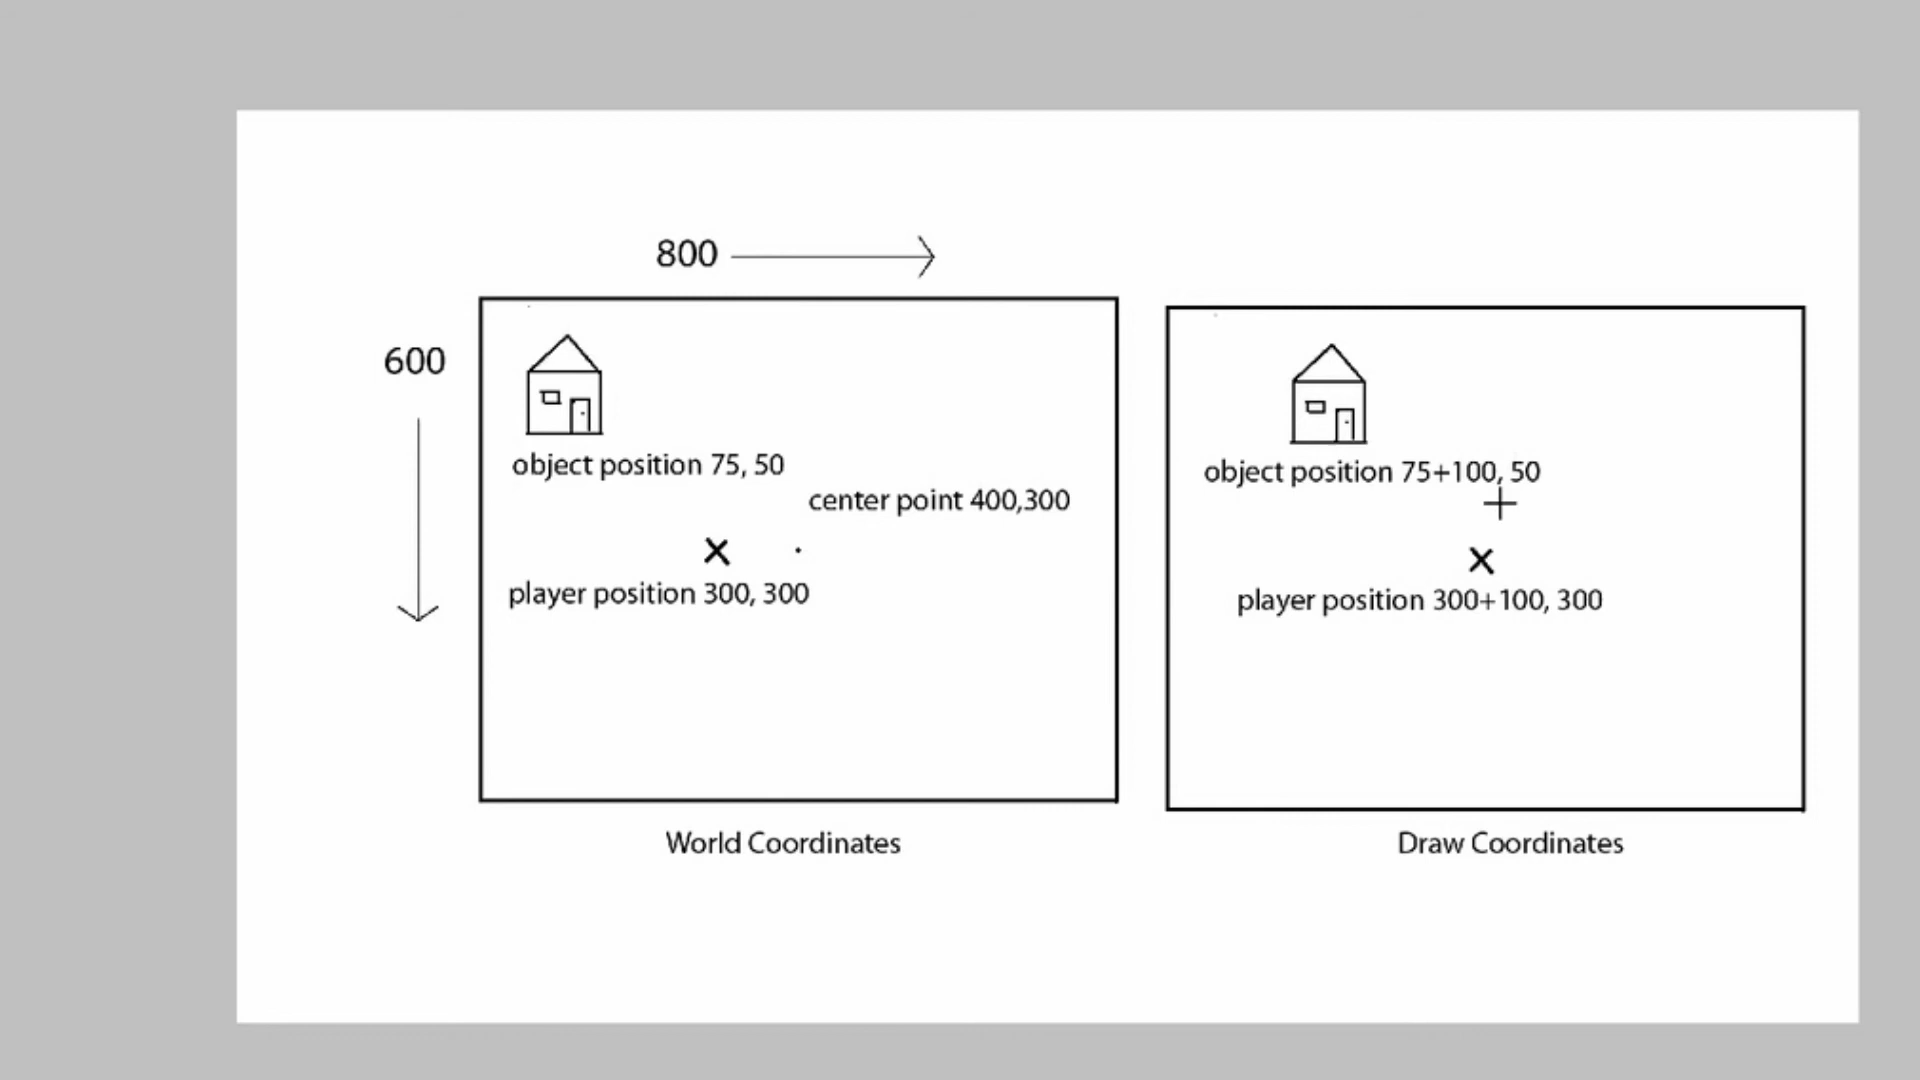 800
600
object position 75, 50
center point 400,300
player position 300, 300
World Coordinates
object position 75+100, 50
player position 300+100, 300
Draw Coordinates